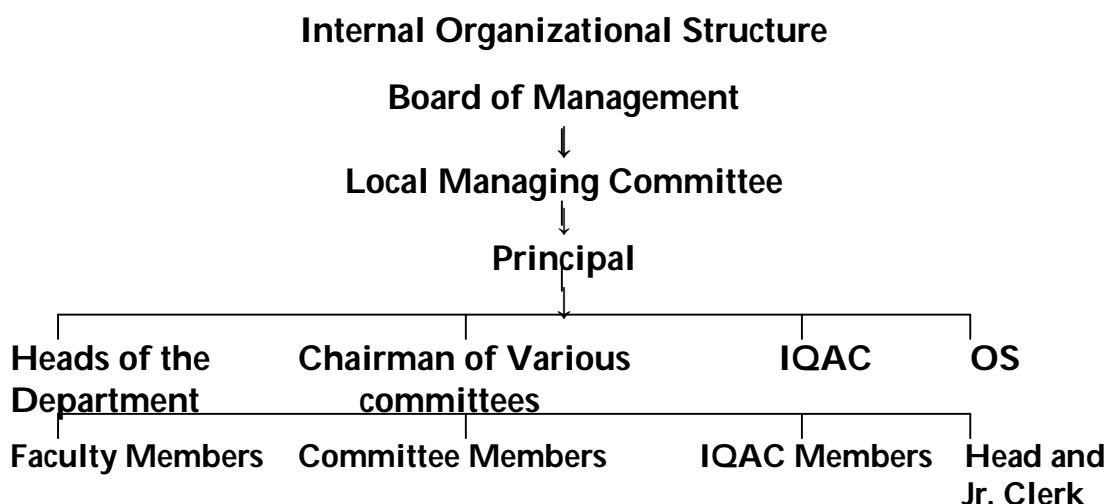 Internal Organizational Structure
Board of Management
Local Managing Committee
Principal
Heads of the Department
Chairman of Various committees
IQAC
OS
Faculty Members
Committee Members
IQAC Members
Head and Jr. Clerk